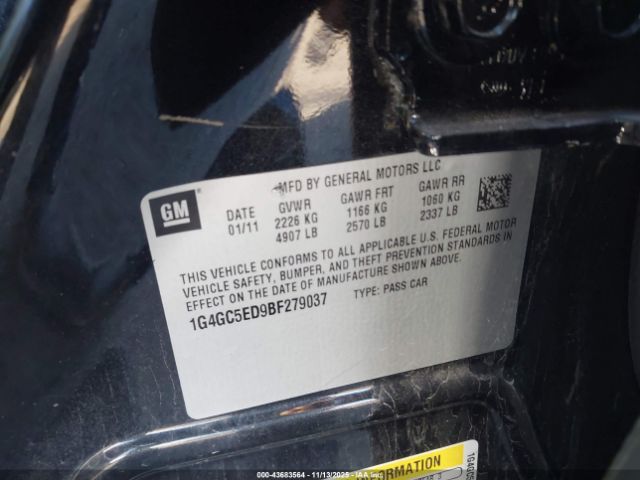 MFD BY GENERAL MOTORS LLC
GM
DATE GVWR GAWR FRT GAWR RR
01/11 2226 KG 1166 KG 1060 KG
4907 LB 2570 LB 2337 LB
THIS VEHICLE CONFORMS TO ALL APPLICABLE U.S. FEDERAL MOTOR
VEHICLE SAFETY, BUMPER, AND THEFT PREVENTION STANDARDS IN
EFFECT ON THE DATE OF MANUFACTURE SHOWN ABOVE.
1G4GC5ED9BF279037 TYPE: PASS CAR
INFORMATION
000-43683564 - 11/13/2025 - IAAI.com